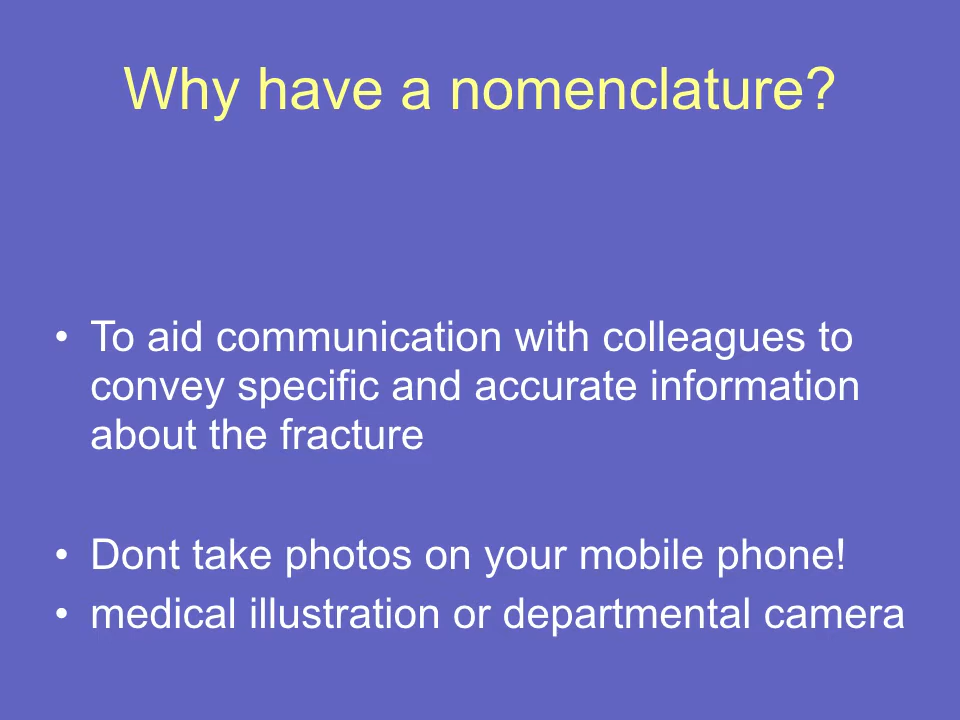 Why have a nomenclature?
• To aid communication with colleagues to
convey specific and accurate information
about the fracture
• Dont take photos on your mobile phone!
• medical illustration or departmental camera